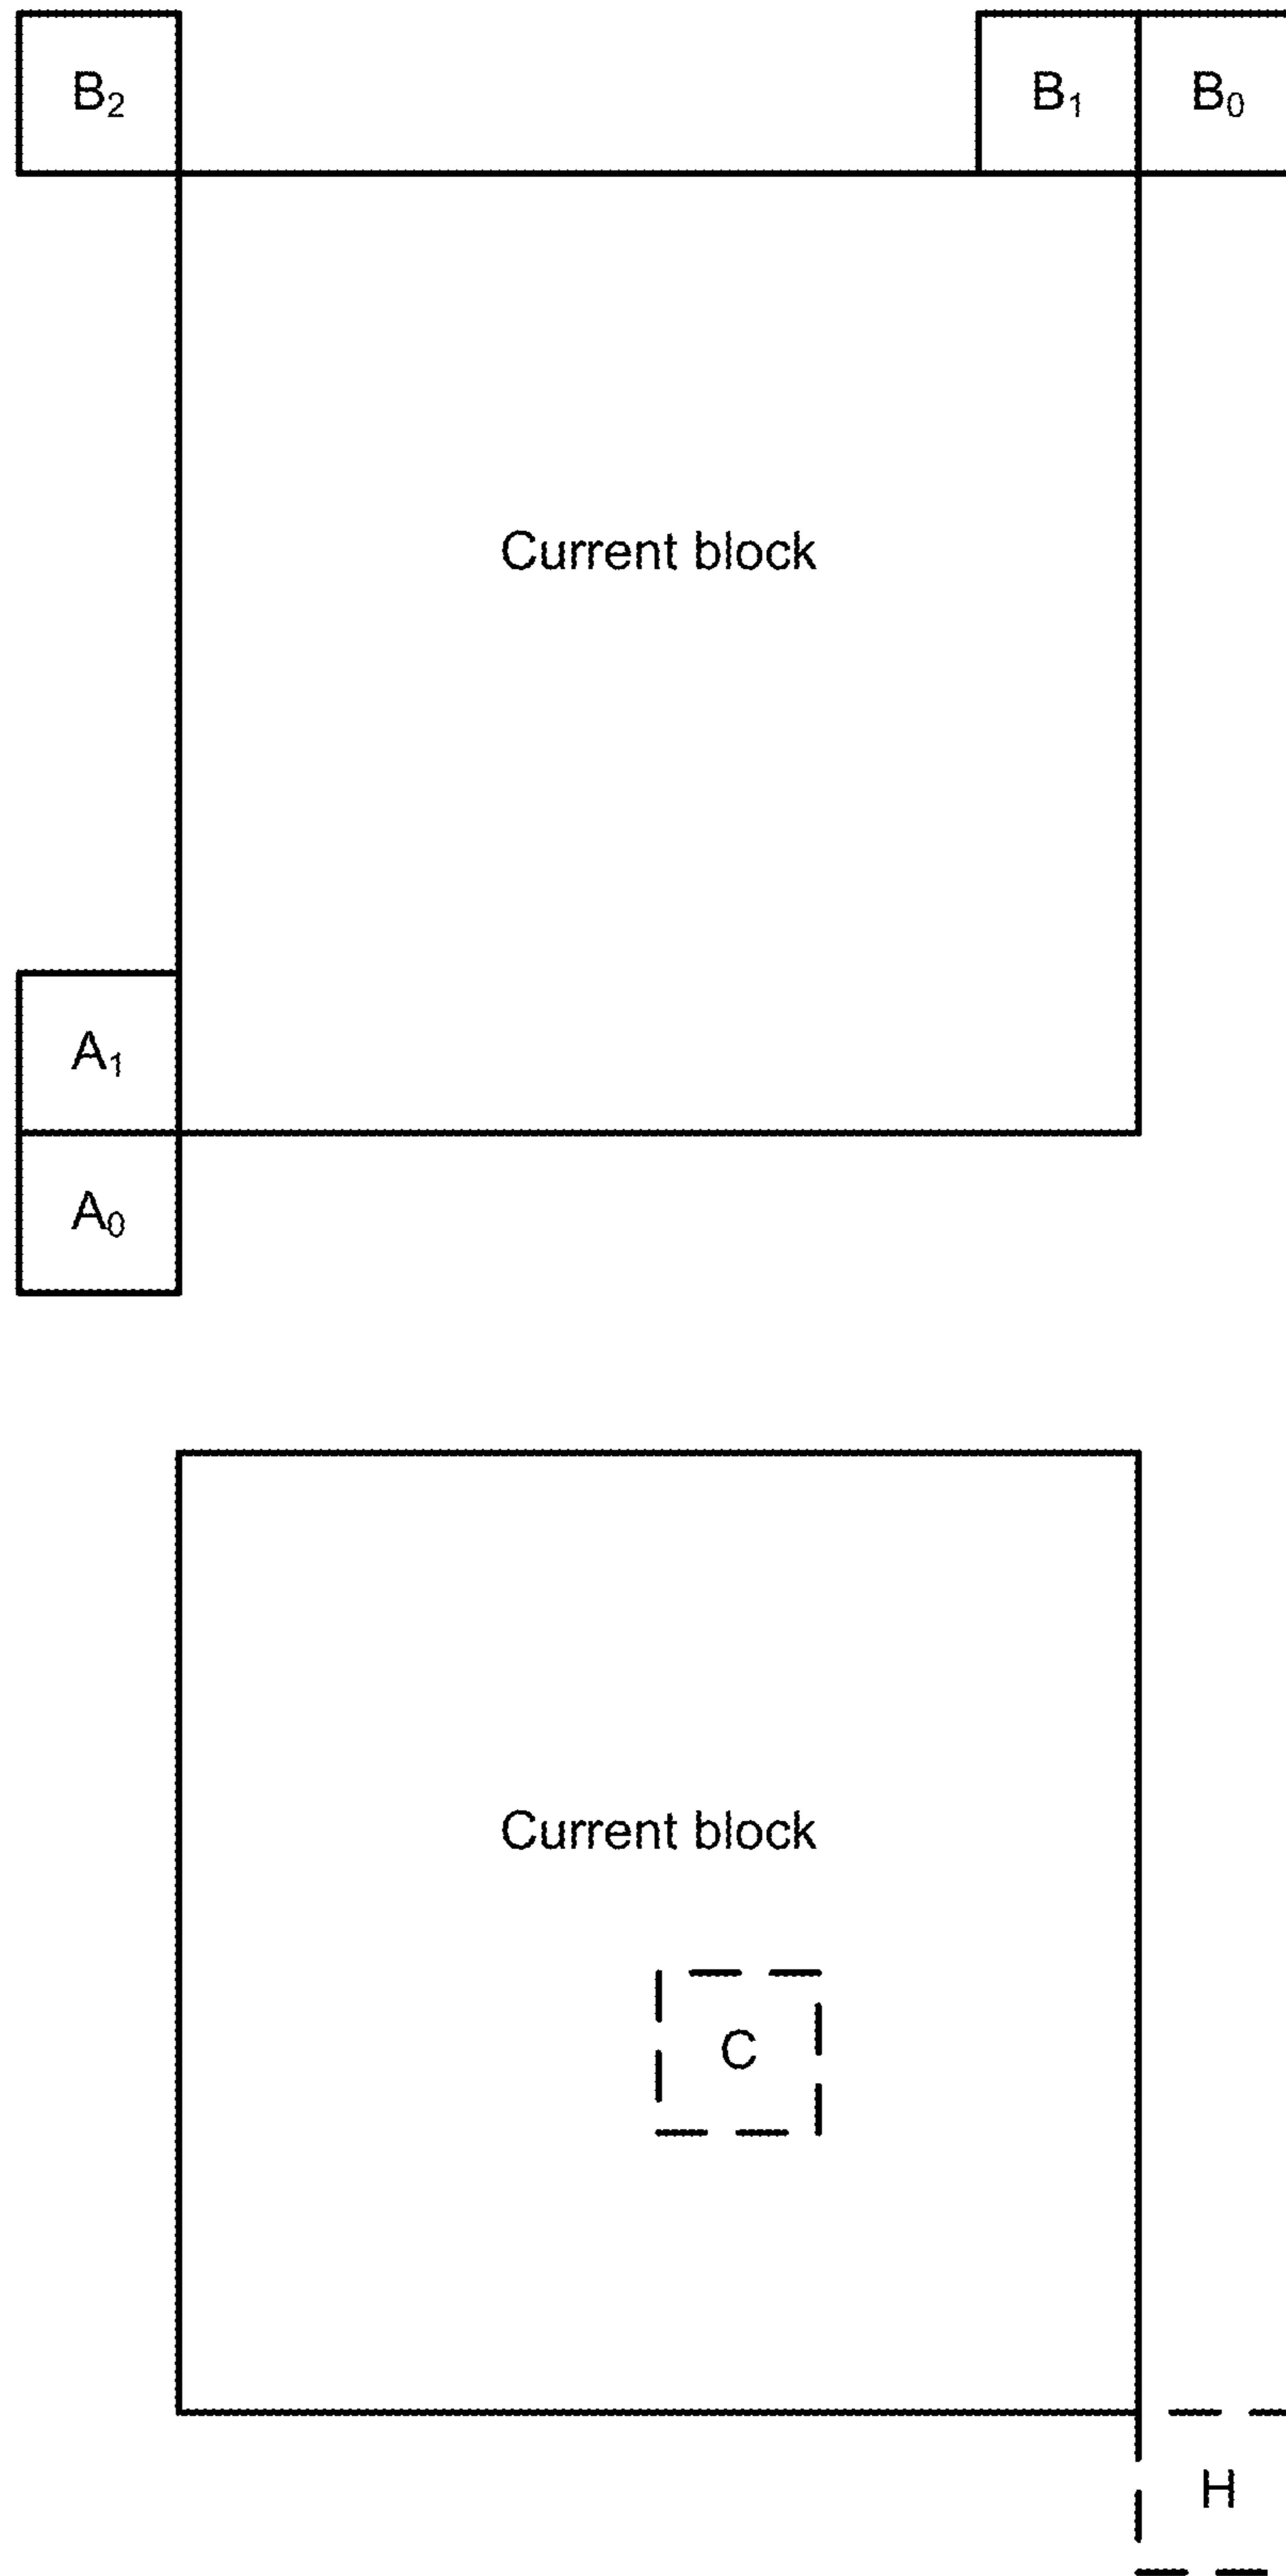 B₂ B₁ B₀
Current block
A₁
A₀
Current block
C
H